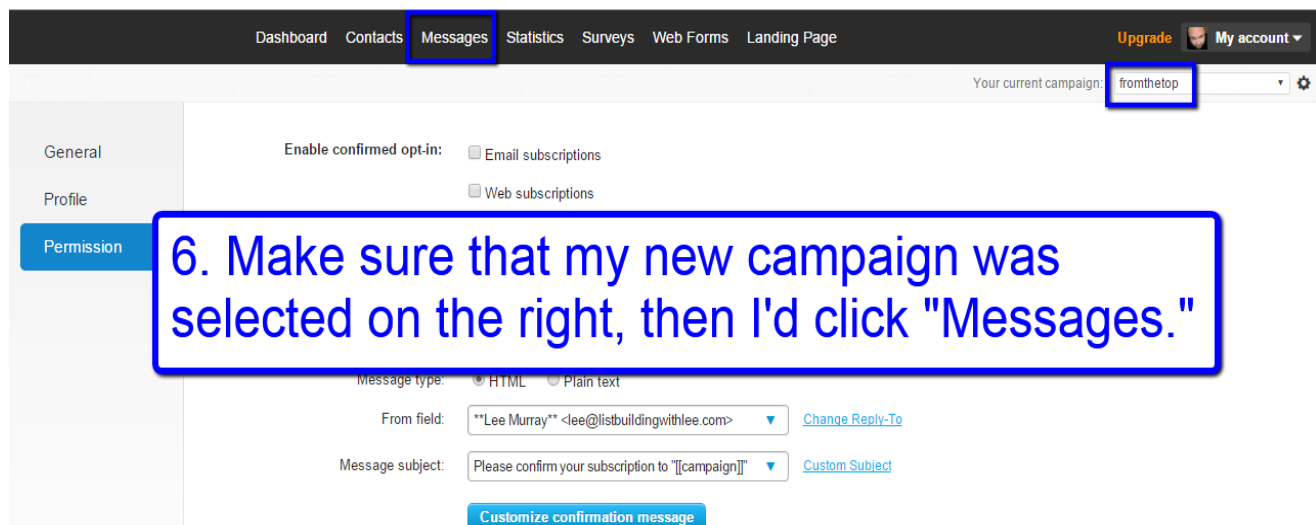 Dashboard Contacts Messages Statistics Surveys Web Forms Landing Page Upgrade My account
Your current campaign: fromthetop
General
Profile
Permission
Enable confirmed opt-in: Email subscriptions
Web subscriptions
6. Make sure that my new campaign was
selected on the right, then I'd click "Messages."
Message type: HTML Plain text
From field: **Lee Murray** <lee@listbuildingwithlee.com> Change Reply-To
Message subject: Please confirm your subscription to "[[campaign]]" Custom Subject
Customize confirmation message